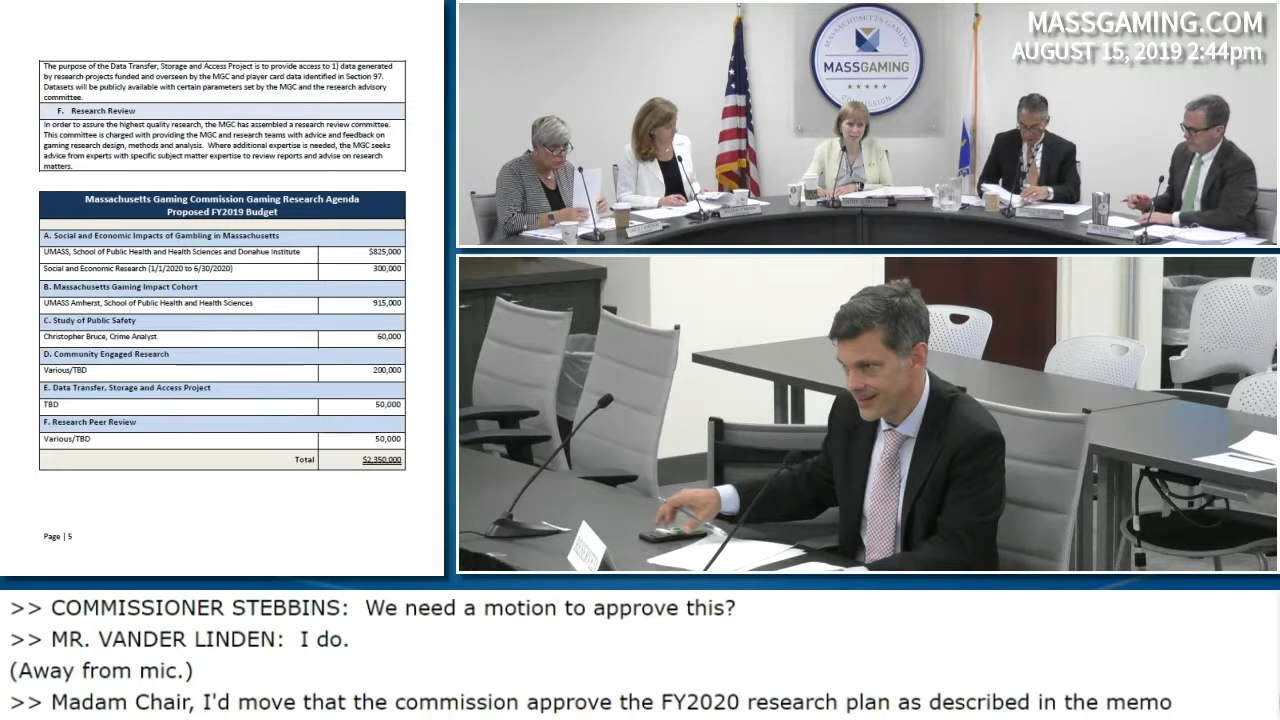 The purpose of the Data Transfer, Storage and Access Project is to provide access to 1) data generated
by research projects funded and overseen by the MGC and player card data identified in Section 97.
Datasets will be publicly available with certain parameters set by the MGC and the research advisory
committee.
F. Research Review
In order to assure the highest quality research, the MGC has assembled a research review committee.
This committee is charged with providing the MGC and research teams with advice and feedback on
gaming research design, methods and analysis. Where additional expertise is needed, the MGC seeks
advice from experts with specific subject matter expertise to review reports and advise on research
matters.
Massachusetts Gaming Commission Gaming Research Agenda
Proposed FY2019 Budget
A. Social and Economic Impacts of Gambling in Massachusetts
UMASS, School of Public Health and Health Sciences and Donahue Institute $825,000
Social and Economic Research (1/1/2020 to 6/30/2020) 300,000
B. Massachusetts Gaming Impact Cohort
UMASS Amherst, School of Public Health and Health Sciences 915,000
C. Study of Public Safety
Christopher Bruce, Crime Analyst 60,000
D. Community Engaged Research
Various/TBD 200,000
E. Data Transfer, Storage and Access Project
TBD 50,000
F. Research Peer Review
Various/TBD 50,000
Total $2,350,000
Page | 5
MASSACHUSETTS GAMING
MASSGAMING
COMMISSION
MASSGAMING.COM
AUGUST 15, 2019 2:44pm
>> COMMISSIONER STEBBINS: We need a motion to approve this?
>> MR. VANDER LINDEN: I do.
(Away from mic.)
>> Madam Chair, I'd move that the commission approve the FY2020 research plan as described in the memo